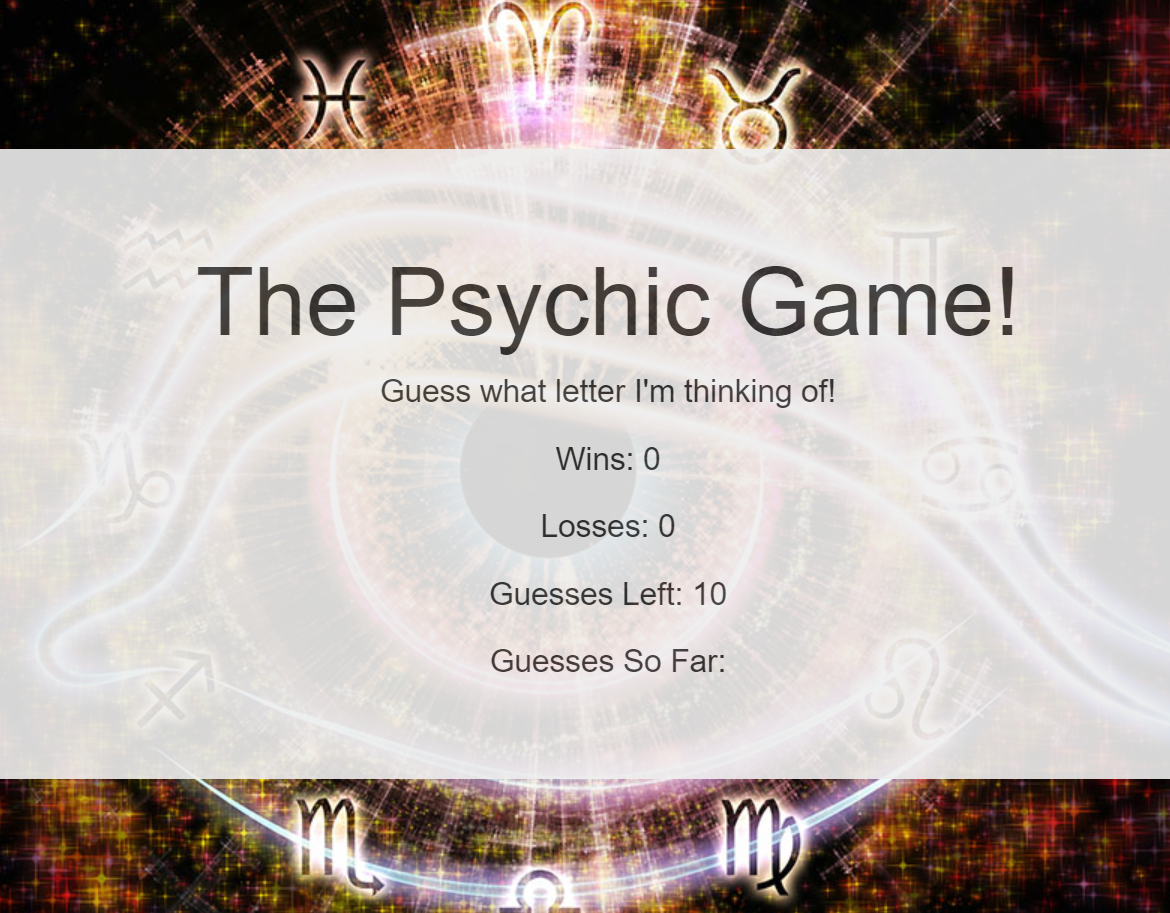 The Psychic Game!
Guess what letter I'm thinking of!
Wins: 0
Losses: 0
Guesses Left: 10
Guesses So Far: